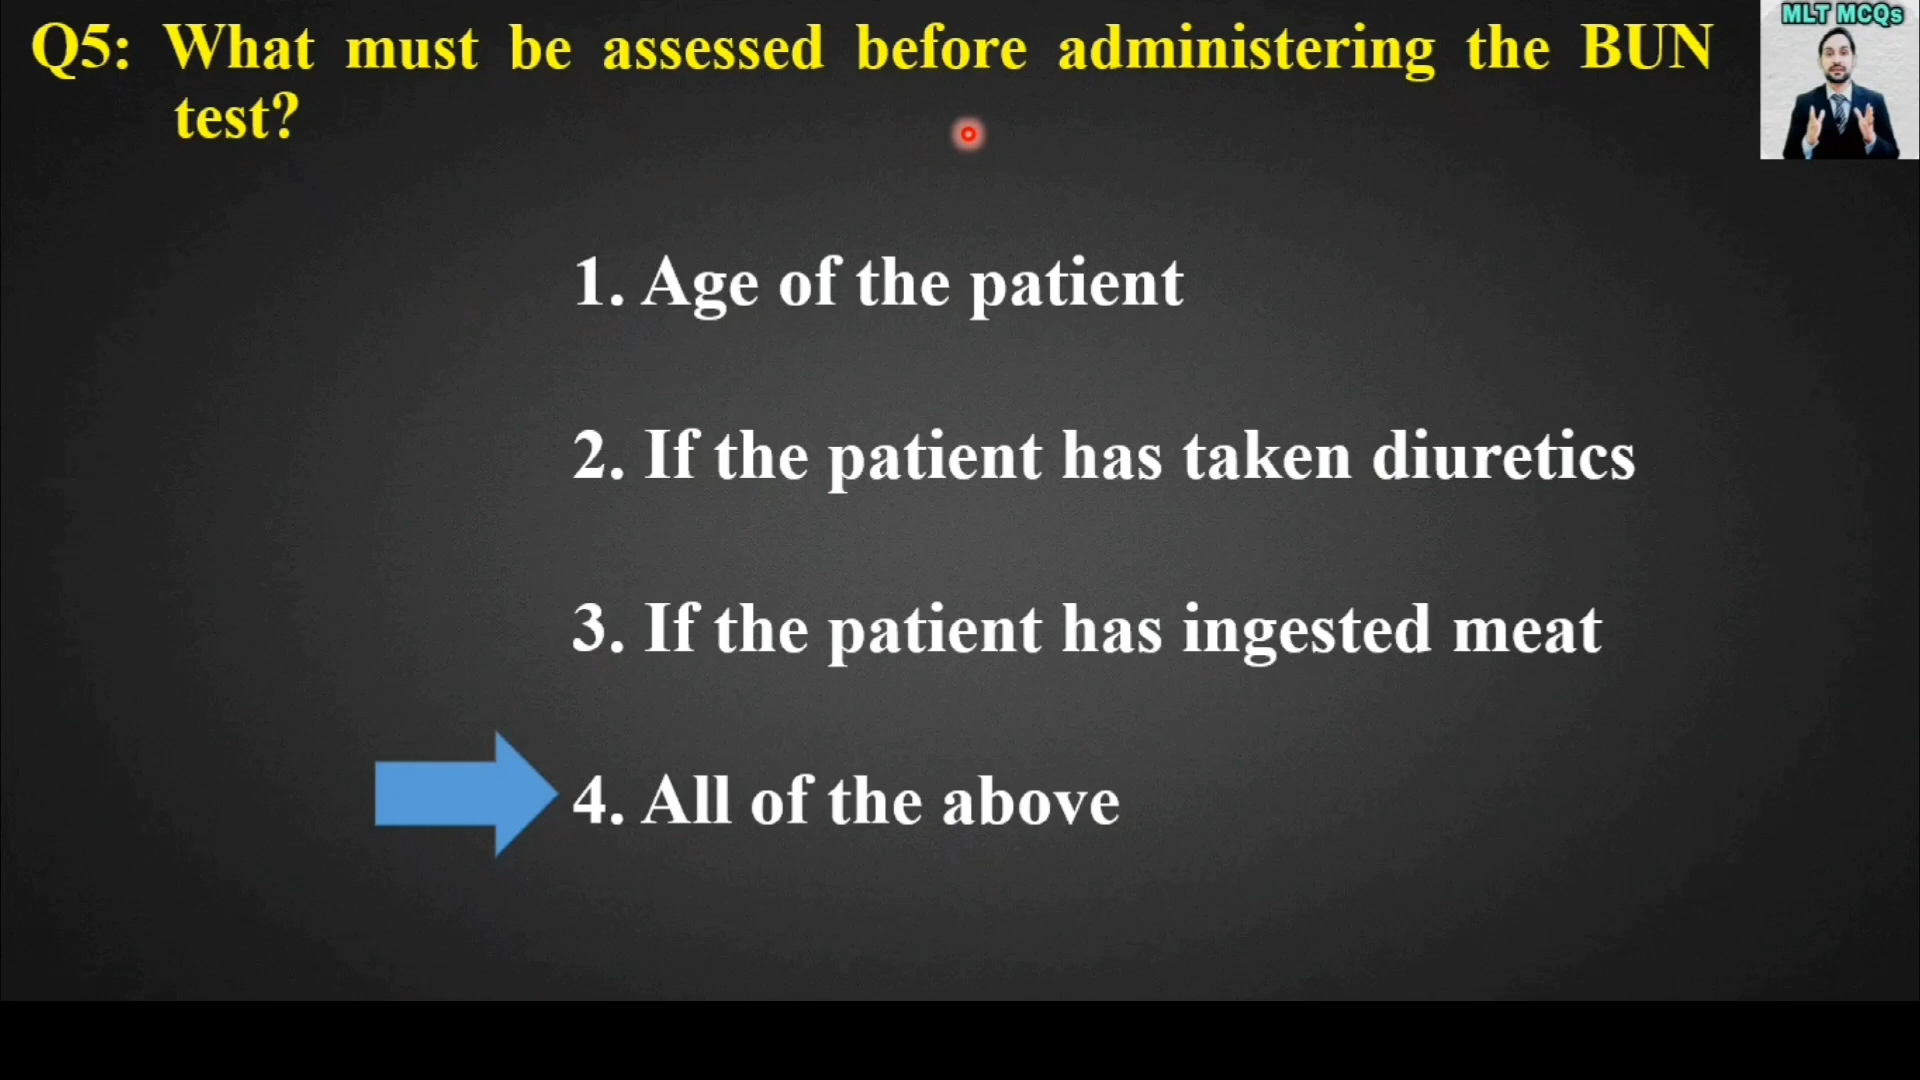 MLT MCQs
Q5: What must be assessed before administering the BUN
test?
1. Age of the patient
2. If the patient has taken diuretics
3. If the patient has ingested meat
4. All of the above